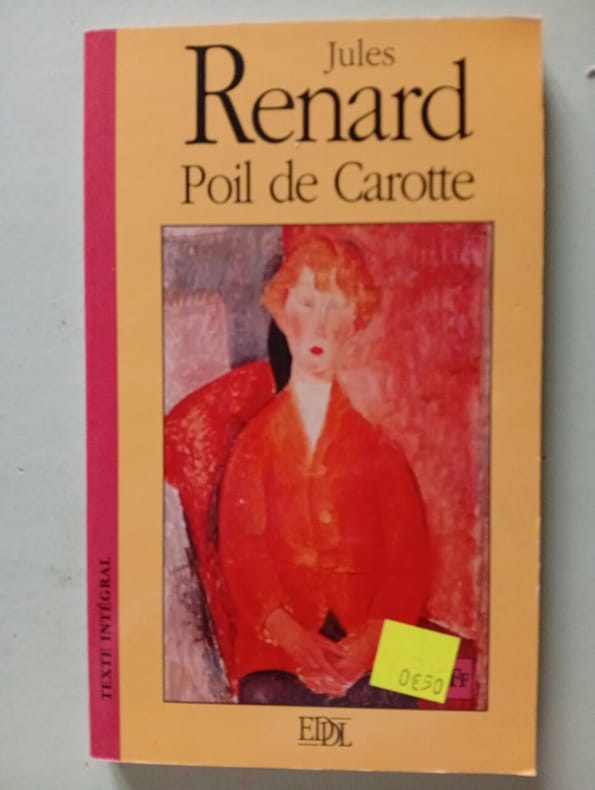 Jules
Renard
Poil de Carotte
TEXTE INTÉGRAL
0€50
EDDL